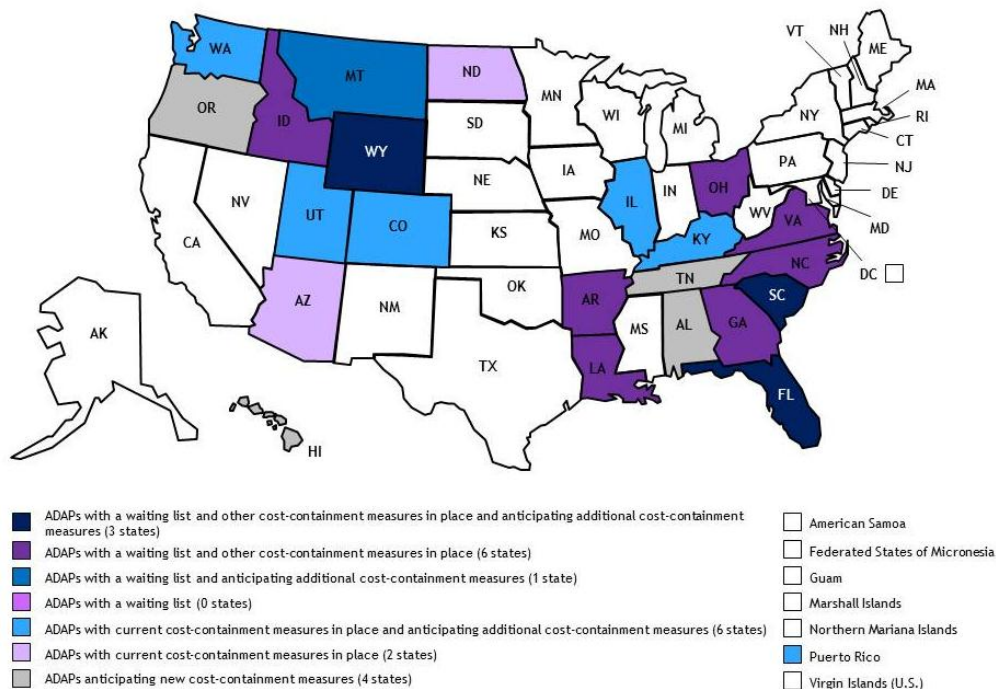 WA
MT
ND
OR
ID
WY
SD
MN
WI
MI
NY
VT
NH
ME
MA
RI
CT
NJ
DE
MD
DC
PA
NV
UT
CO
NE
IA
IL
IN
OH
WV
VA
CA
KS
MO
KY
NC
TN
SC
AZ
NM
OK
AR
MS
AL
GA
LA
TX
FL
AK
HI
ADAPs with a waiting list and other cost-containment measures in place and anticipating additional cost-containment
measures (3 states)
ADAPs with a waiting list and other cost-containment measures in place (6 states)
ADAPs with a waiting list and anticipating additional cost-containment measures (1 state)
ADAPs with a waiting list (0 states)
ADAPs with current cost-containment measures in place and anticipating additional cost-containment measures (6 states)
ADAPs with current cost-containment measures in place (2 states)
ADAPs anticipating new cost-containment measures (4 states)
American Samoa
Federated States of Micronesia
Guam
Marshall Islands
Northern Mariana Islands
Puerto Rico
Virgin Islands (U.S.)